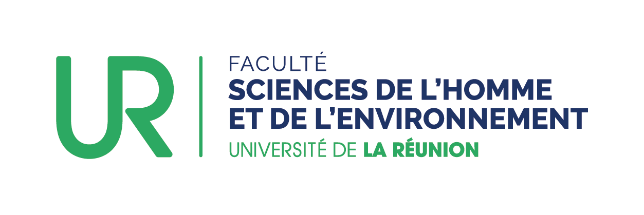 UR
FACULTÉ
SCIENCES DE L'HOMME
ET DE L'ENVIRONNEMENT
UNIVERSITÉ DE LA RÉUNION